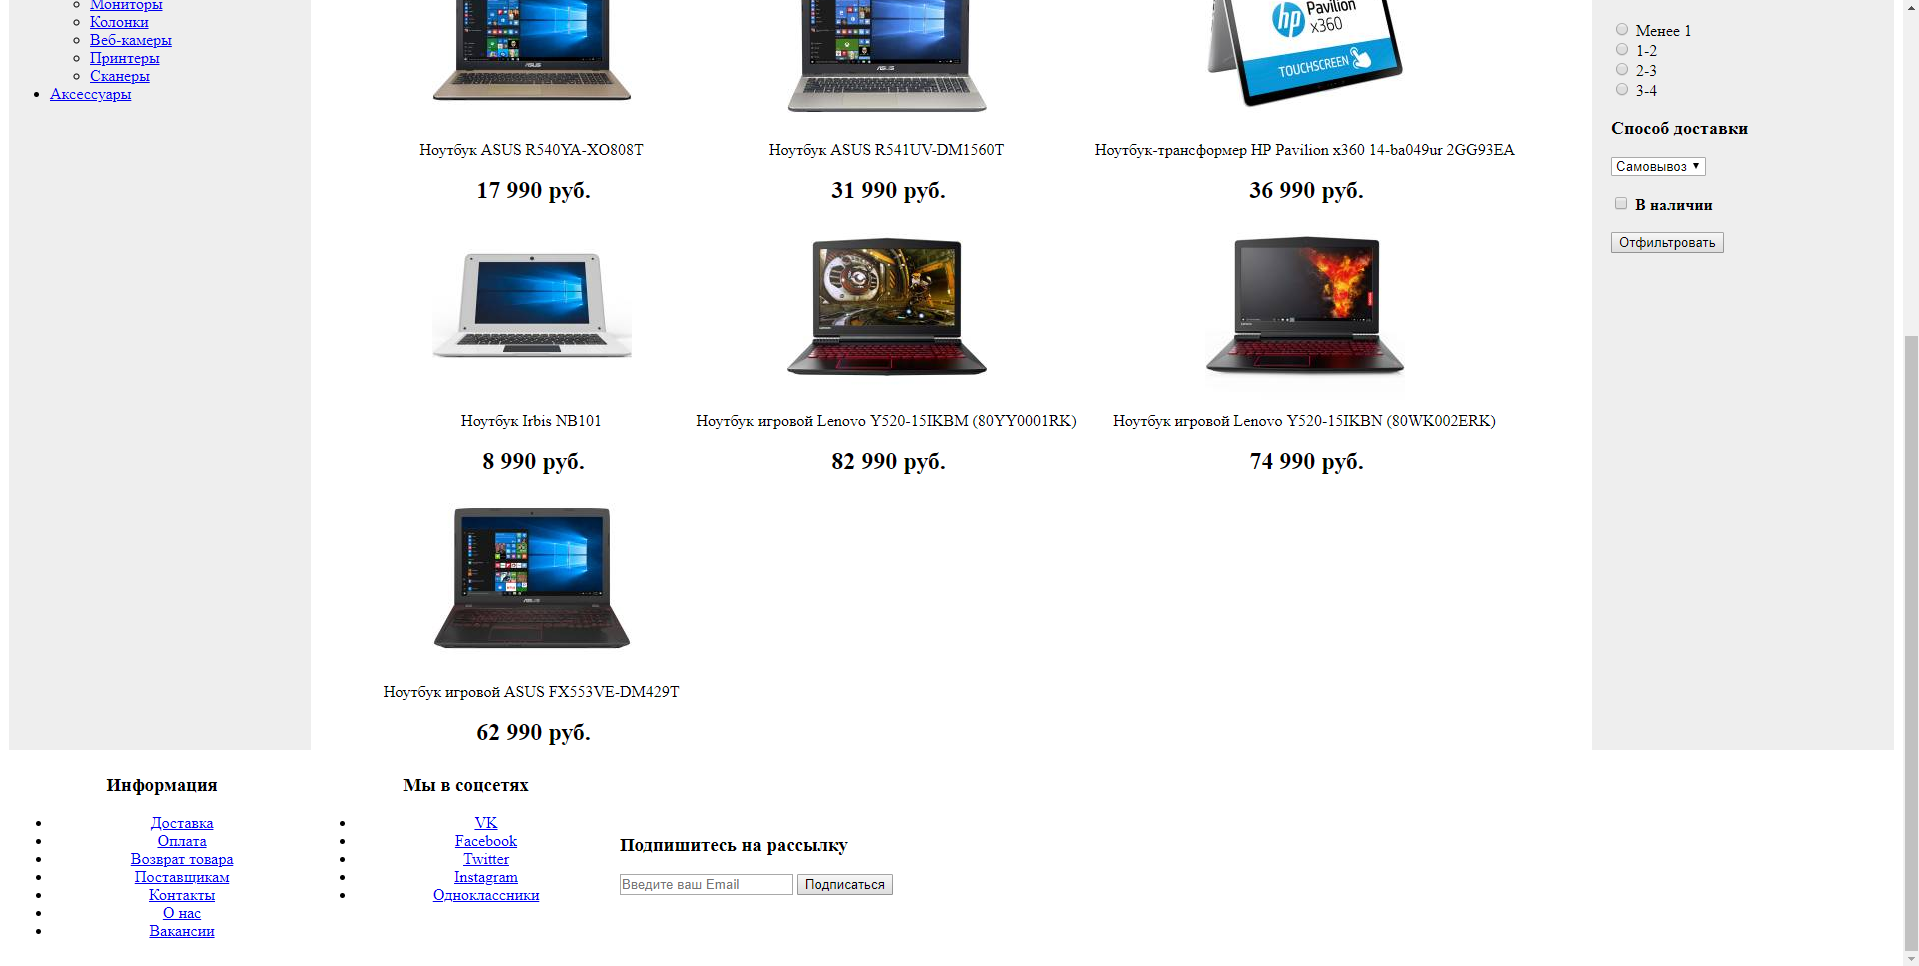 Мониторы
Колонки
Веб-камеры
Принтеры
Сканеры
Аксессуары
ASUS
ASUS
hp Pavilion
x360
TOUCHSCREEN
Ноутбук ASUS R540YA-XO808T
17 990 руб.
Ноутбук ASUS R541UV-DM1560T
31 990 руб.
Ноутбук-трансформер HP Pavilion x360 14-ba049ur 2GG93EA
36 990 руб.
Ноутбук Irbis NB101
8 990 руб.
Ноутбук игровой Lenovo Y520-15IKBM (80YY0001RK)
82 990 руб.
Ноутбук игровой Lenovo Y520-15IKBN (80WK002ERK)
74 990 руб.
ASUS
Ноутбук игровой ASUS FX553VE-DM429T
62 990 руб.
Менее 1
1-2
2-3
3-4
Способ доставки
Самовывоз
В наличии
Отфильтровать
Информация
Доставка
Оплата
Возврат товара
Поставщикам
Контакты
О нас
Вакансии
Мы в соцсетях
VK
Facebook
Twitter
Instagram
Одноклассники
Подпишитесь на рассылку
Введите ваш Email
Подписаться